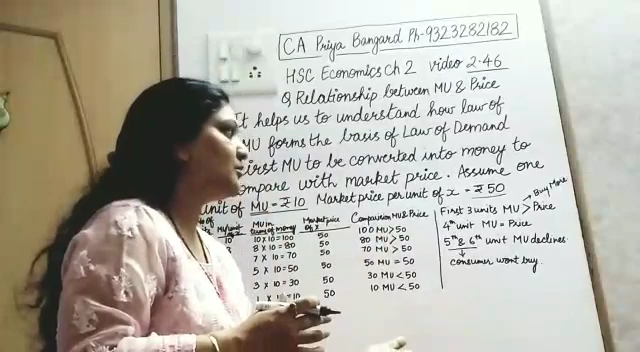 CA Priya Bangard Ph-9323282182
HSC Economics Ch 2 video 2.46
Q Relationship between MU & Price
It helps us to understand how law of
MU forms the basis of Law of Demand
First MU to be converted into money to
compare with market price. Assume one
unit of MU = ₹10 Market price per unit of x = ₹50
MU in sum of money
Market price of x
Comparison MU & Price
10 10 x 10 = 100 50 100 MU > 50
8 x 10 = 80 50 80 MU > 50
7 x 10 = 70 50 70 MU > 50
5 x 10 = 50 50 50 MU = 50
3 x 10 = 30 50 30 MU < 50
1 x 10 = 10 50 10 MU < 50
Buy More
First 3 units MU > Price
4th unit MU = Price
5th & 6th unit MU declines.
↓
consumer wont buy.